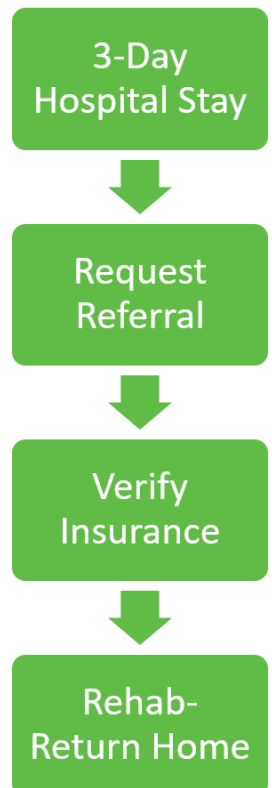 3-Day
Hospital Stay
Request
Referral
Verify
Insurance
Rehab-
Return Home